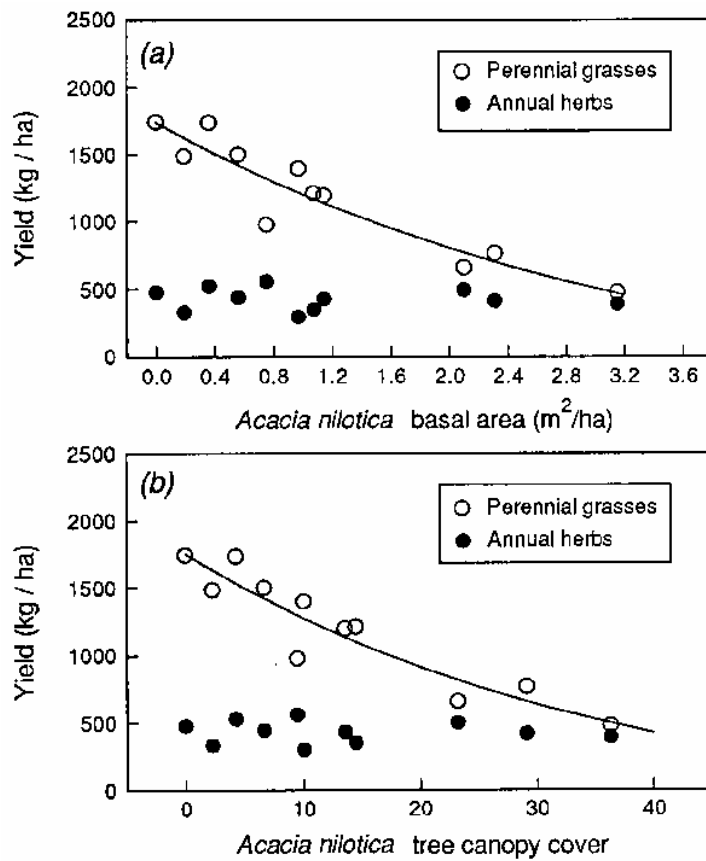 2500
(a)
Perennial grasses
2000
Annual herbs
1500
Yield (kg / ha)
1000
500
0
0.0 0.4 0.8 1.2 1.6 2.0 2.4 2.8 3.2 3.6
Acacia nilotica basal area (m²/ha)
2500
(b)
Perennial grasses
2000
Annual herbs
1500
Yield (kg / ha)
1000
500
0
0 10 20 30 40
Acacia nilotica tree canopy cover